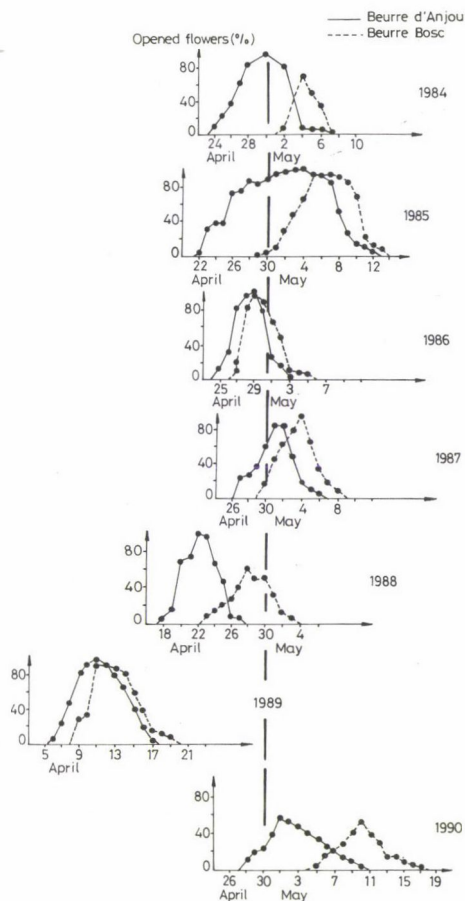 Beurre d'Anjou
Opened flowers (%)
Beurre Bosc
80
40
0
1984
24 28 2 6 10
April May
80
40
0
1985
22 26 30 4 8 12
April May
80
40
0
1986
25 29 3 7
April May
80
40
0
1987
26 30 4 8
April May
80
40
0
1988
18 22 26 30 4
April May
80
40
0
1989
5 9 13 17 21
April
80
40
0
1990
26 30 3 7 11 15 19
April May